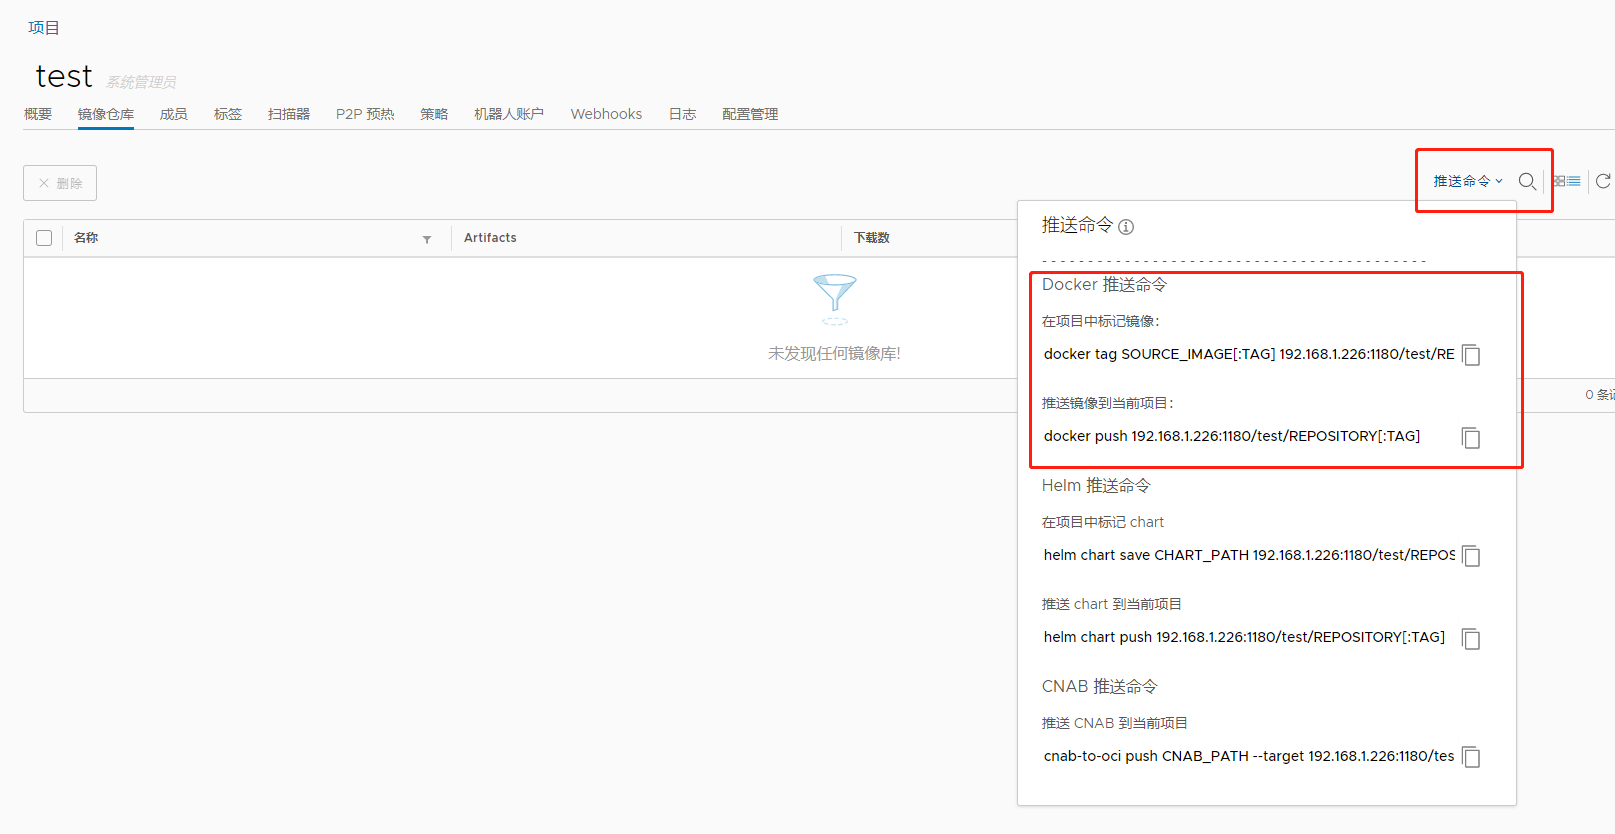 项目
test 系统管理员
概要 镜像仓库 成员 标签 扫描器 P2P 预热 策略 机器人账户 Webhooks 日志 配置管理
删除
推送命令
名称 Artifacts 下载数
未发现任何镜像库!
0 条记
推送命令
- - - - - - - - - - - - - - - - - - - - - - - - - - - - - - - - - - - - - - - - - -
Docker 推送命令
在项目中标记镜像:
docker tag SOURCE_IMAGE[:TAG] 192.168.1.226:1180/test/RE
推送镜像到当前项目:
docker push 192.168.1.226:1180/test/REPOSITORY[:TAG]
Helm 推送命令
在项目中标记 chart
helm chart save CHART_PATH 192.168.1.226:1180/test/REPOS
推送 chart 到当前项目
helm chart push 192.168.1.226:1180/test/REPOSITORY[:TAG]
CNAB 推送命令
推送 CNAB 到当前项目
cnab-to-oci push CNAB_PATH --target 192.168.1.226:1180/tes